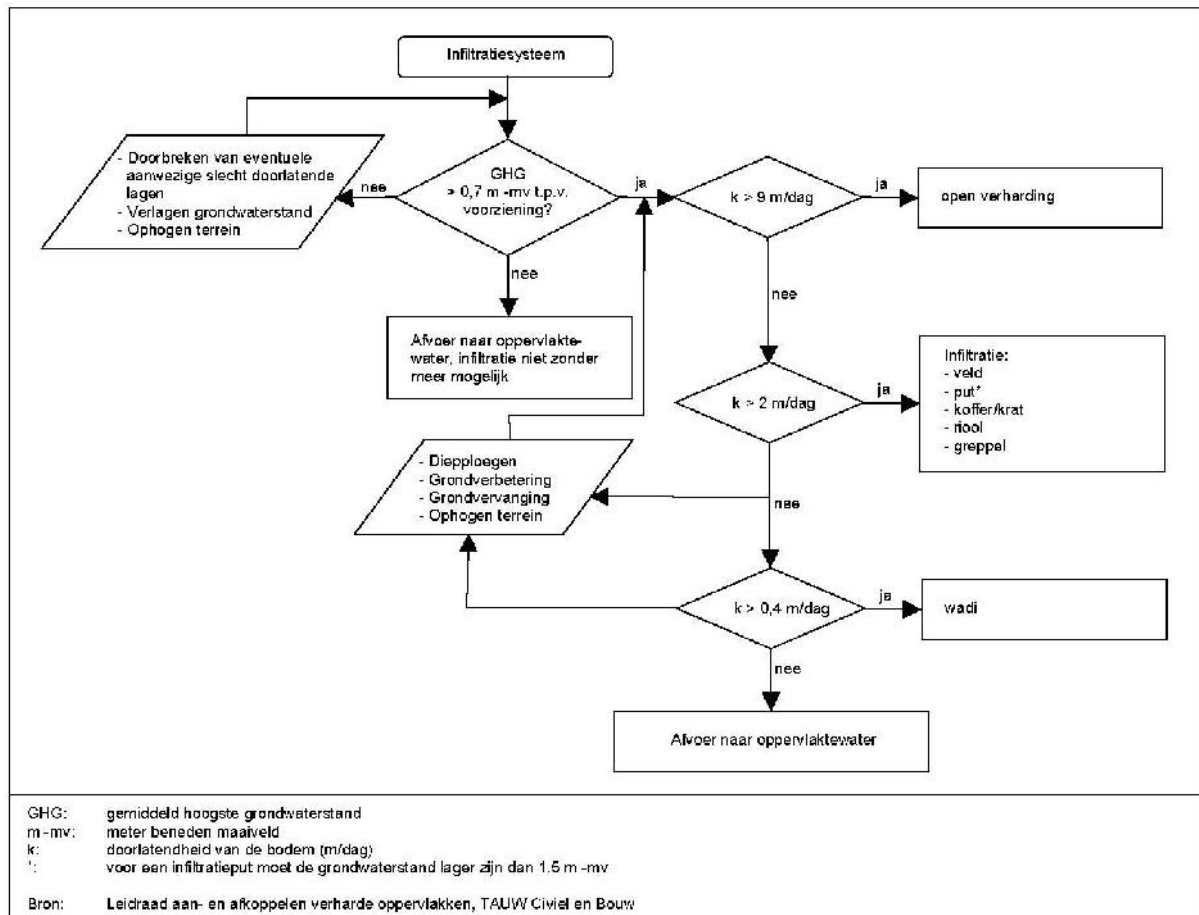 Infiltratiesysteem
- Doorbreken van eventuele
aanwezige slecht doorlatende
lagen
- Verlagen grondwaterstand
- Ophogen terrein
nee
GHG
> 0,7 m -mv t.p.v.
voorziening?
ja
k > 9 m/dag
ja
open verharding
nee
nee
Afvoer naar oppervlakte-
water, infiltratie niet zonder
meer mogelijk
k > 2 m/dag
ja
Infiltratie:
- veld
- put*
- koffer/krat
- riool
- greppel
- Diepploegen
- Grondverbetering
- Grondvervanging
- Ophogen terrein
nee
k > 0,4 m/dag
ja
wadi
nee
Afvoer naar oppervlaktewater
GHG: gemiddeld hoogste grondwaterstand
m -mv: meter beneden maaiveld
k: doorlatendheid van de bodem (m/dag)
*: voor een infiltratieput moet de grondwaterstand lager zijn dan 1,5 m -mv
Bron: Leidraad aan- en afkoppelen verharde oppervlakken, TAUW Civiel en Bouw